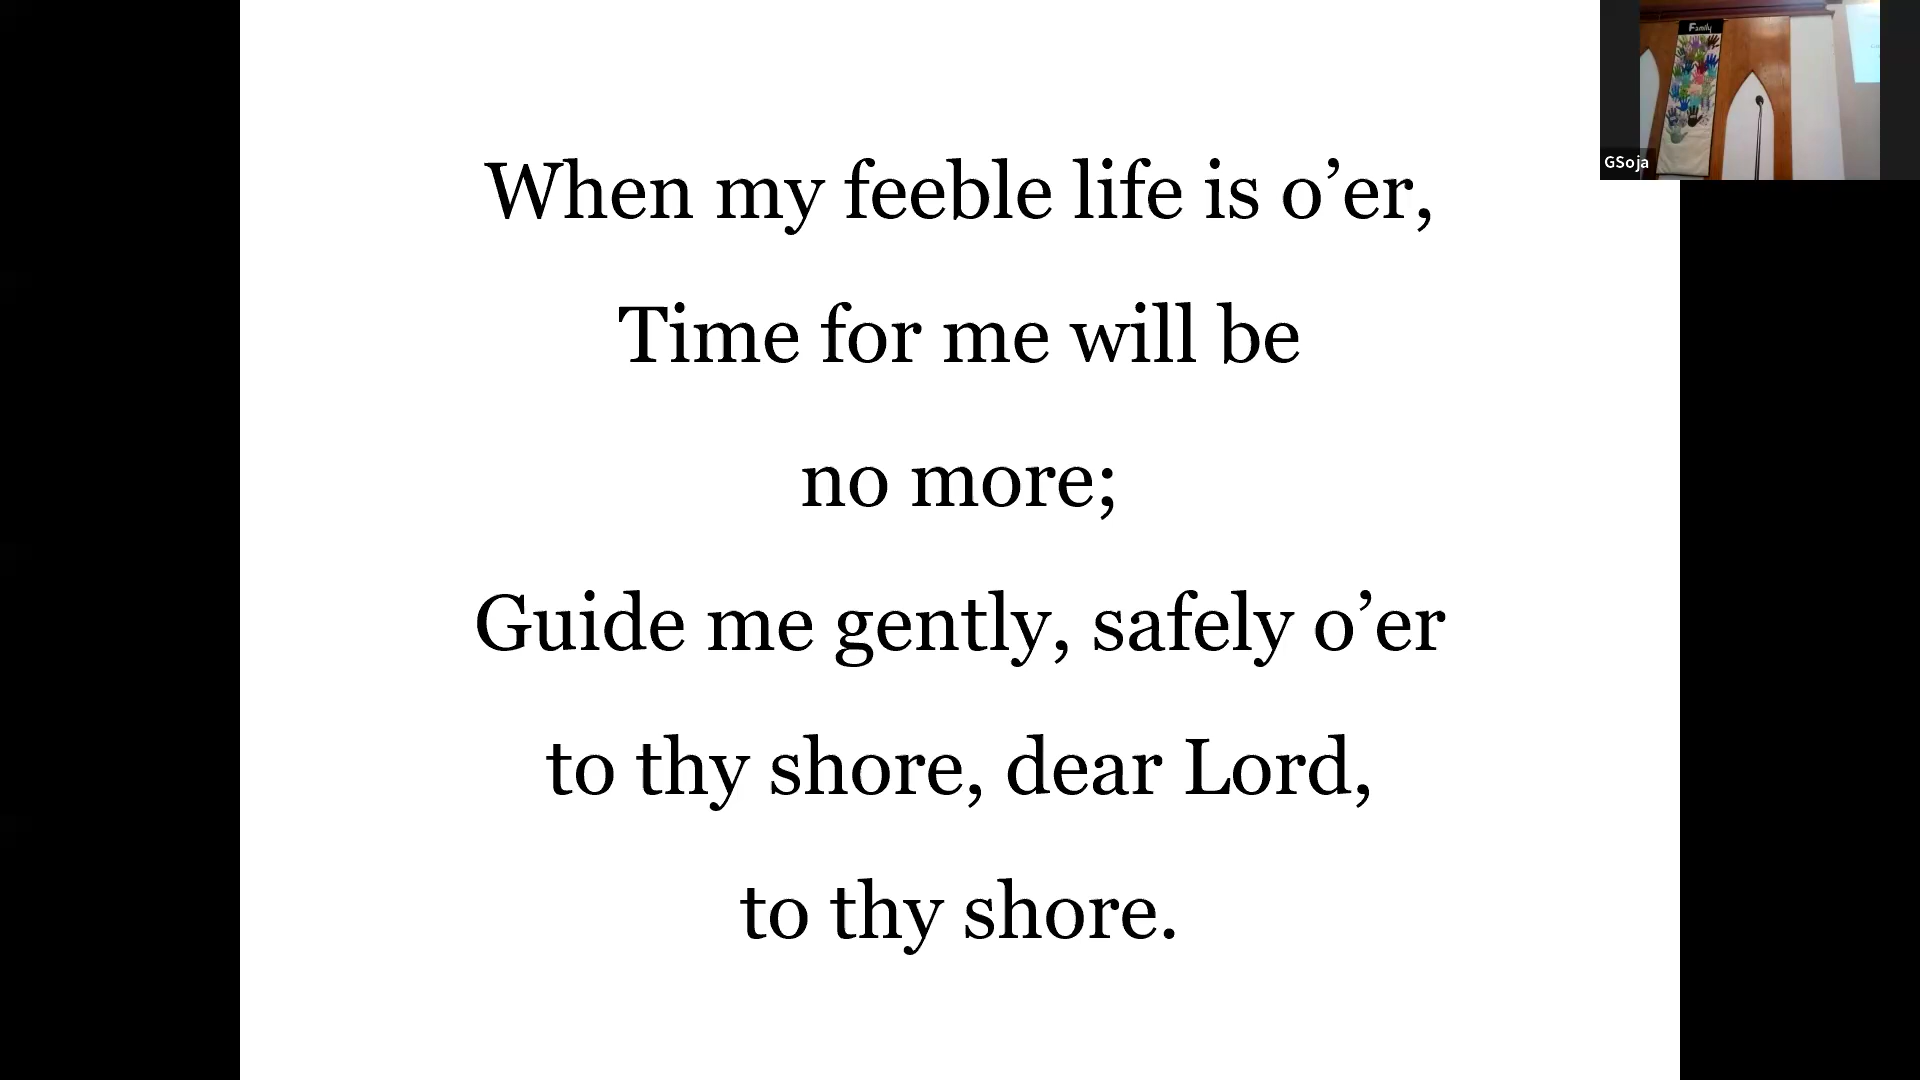 When my feeble life is o’er,
Time for me will be
no more;
Guide me gently, safely o’er
to thy shore, dear Lord,
to thy shore.
Family
GSoja